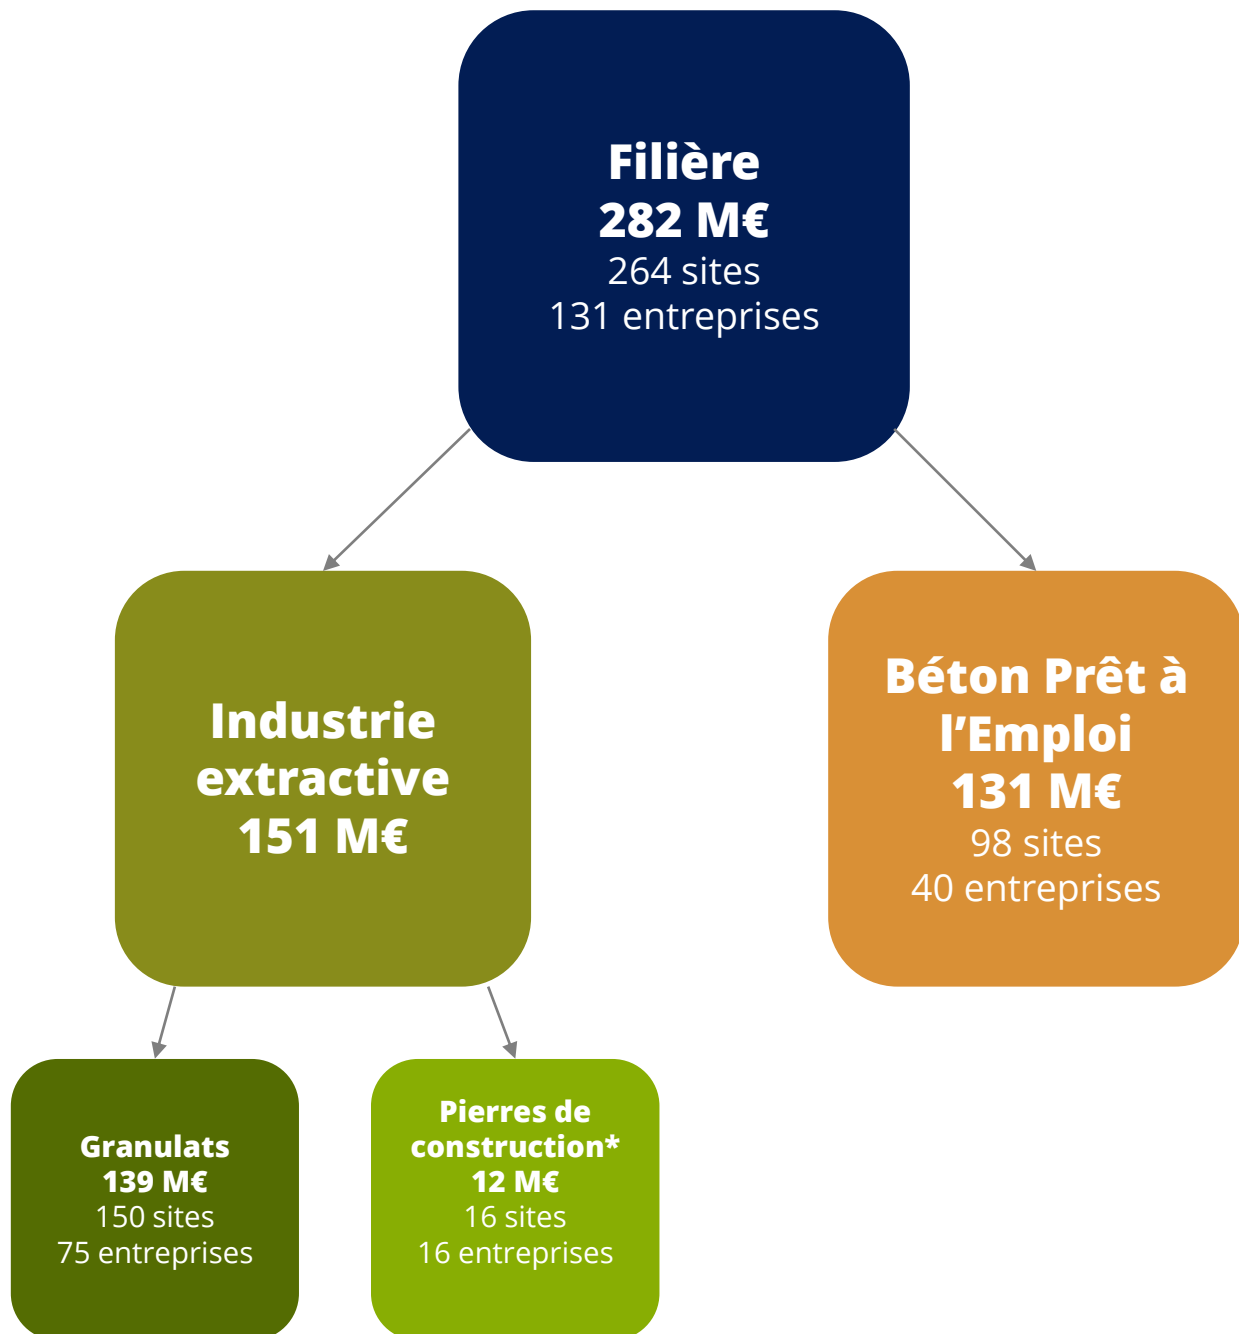 Filière
282 M€
264 sites
131 entreprises
Industrie
extractive
151 M€
Béton Prêt à
l’Emploi
131 M€
98 sites
40 entreprises
Granulats
139 M€
150 sites
75 entreprises
Pierres de
construction*
12 M€
16 sites
16 entreprises